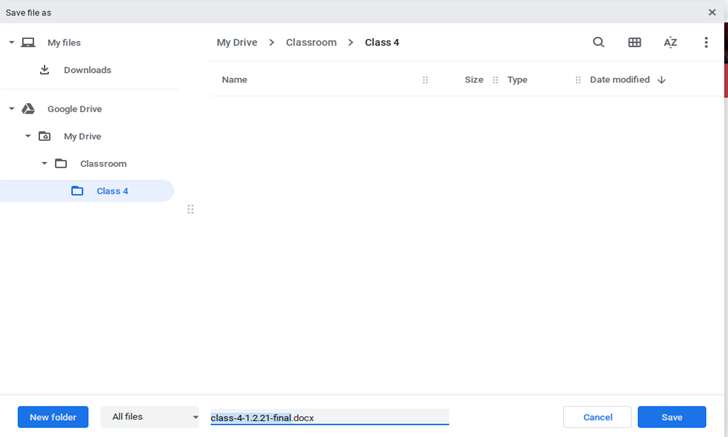 Save file as
My files
Downloads
Google Drive
My Drive
Classroom
Class 4
My Drive Classroom Class 4
AZ
Name Size Type Date modified
New folder All files class-4-1.2.21-final.docx Cancel Save